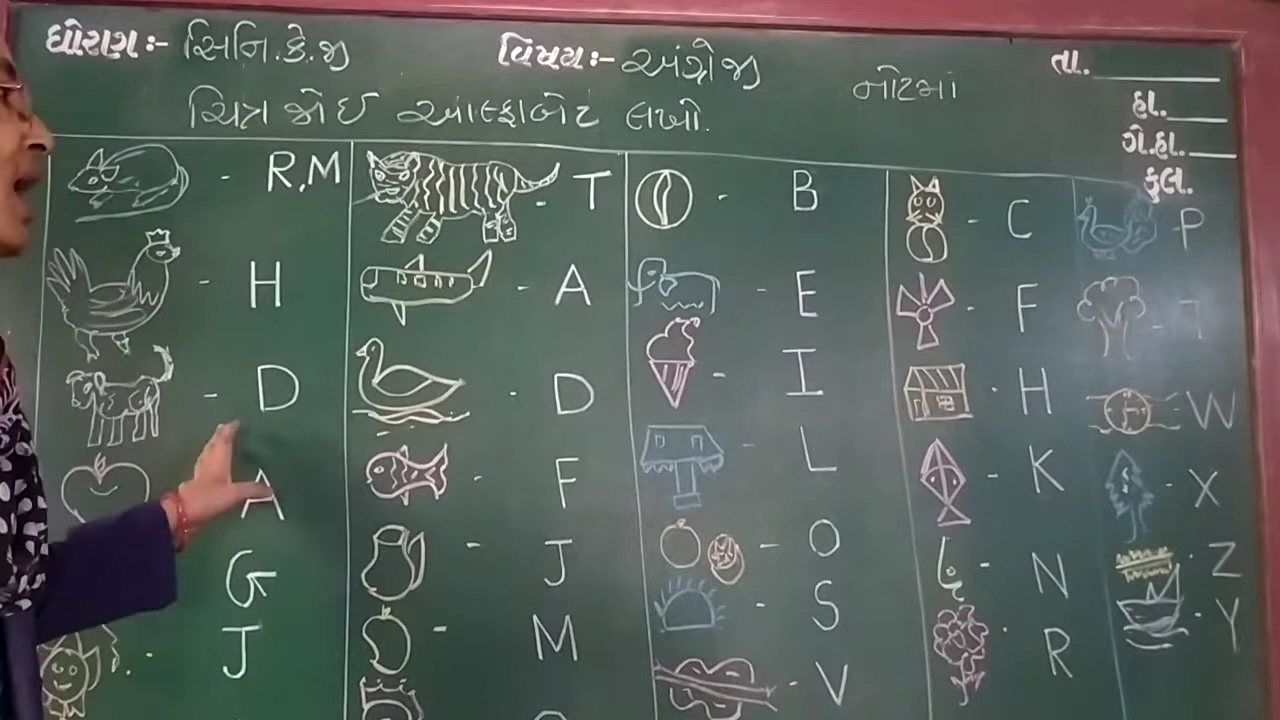 ધોરણઃ- સિનિ.કે.જી વિષયઃ- અંગ્રેજી નોટમાં તા.
હા.
ચિત્ર જોઈ આલ્ફાબેટ લખો.
ગે.હા.
કુલ.
- R,M - T - B - C - P
- H - A - E - F - T
- D - D - I - H - W
A - F - L - K - X
G - J - O - N - Z
- J - M - S - R - Y
- V